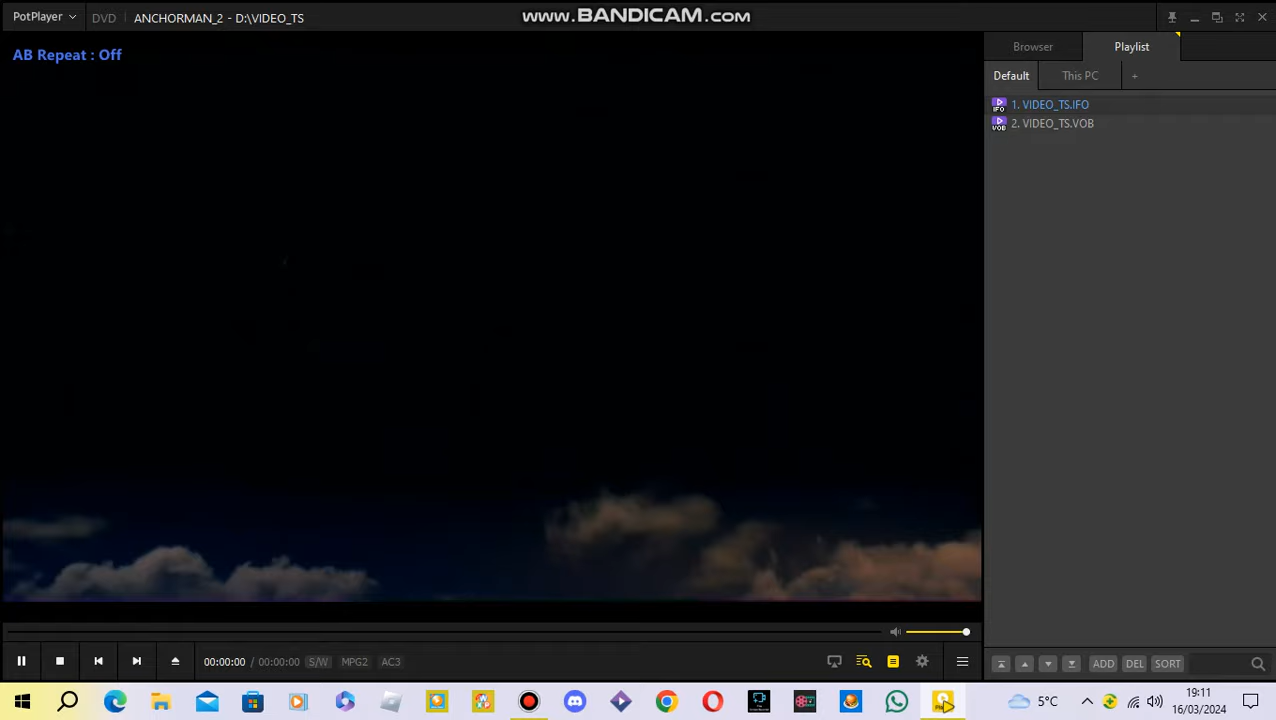 PotPlayer
DVD
ANCHORMAN_2 - D:\VIDEO_TS
www.BANDICAM.com
AB Repeat : Off
Browser
Playlist
Default
This PC
+
1. VIDEO_TS.IFO
2. VIDEO_TS.VOB
00:00:00 / 00:00:00
S/W
MPG2
AC3
ADD
DEL
SORT
5°C
19:11
16/03/2024